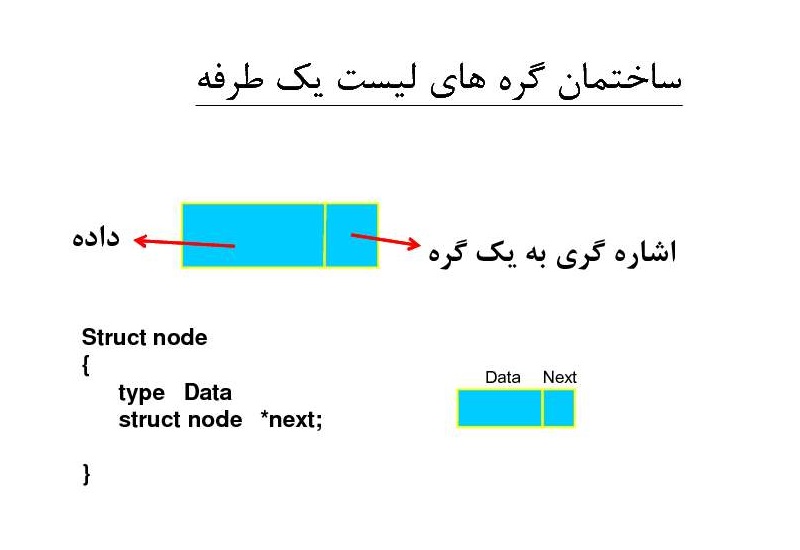 ساختمان گره های لیست یک طرفه
داده
اشاره گری به یک گره
Struct node
{
type Data
struct node *next;
}
Data Next